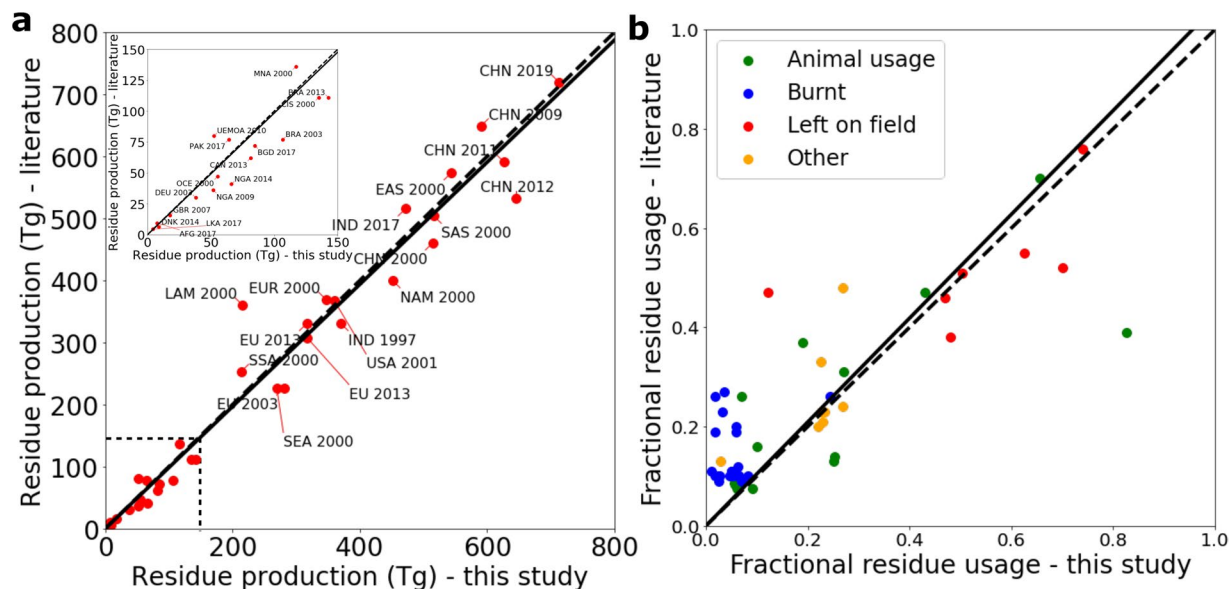 a
Residue production (Tg) - literature
800
700
600
500
400
300
200
100
0
0
200
400
600
800
Residue production (Tg) - this study
CHN 2019
CHN 2009
CHN 2011
EAS 2000
CHN 2012
IND 2017
SAS 2000
CHN 2000
NAM 2000
LAM 2000
EUR 2000
EU 2013
IND 1997
USA 2001
SSA 2000
EU 2013
EU 2003
SEA 2000
Residue production (Tg) - literature
150
125
100
75
50
25
0
0
50
100
150
Residue production (Tg) - this study
MNA 2000
BRA 2013
CIS 2000
UEMOA 2010
BRA 2003
PAK 2017
BGD 2017
CAN 2013
OCE 2000
NGA 2014
DEU 2003
NGA 2009
GBR 2007
DNK 2014
LKA 2017
AFG 2017
b
Fractional residue usage - literature
1.0
0.8
0.6
0.4
0.2
0.0
0.0
0.2
0.4
0.6
0.8
1.0
Fractional residue usage - this study
Animal usage
Burnt
Left on field
Other